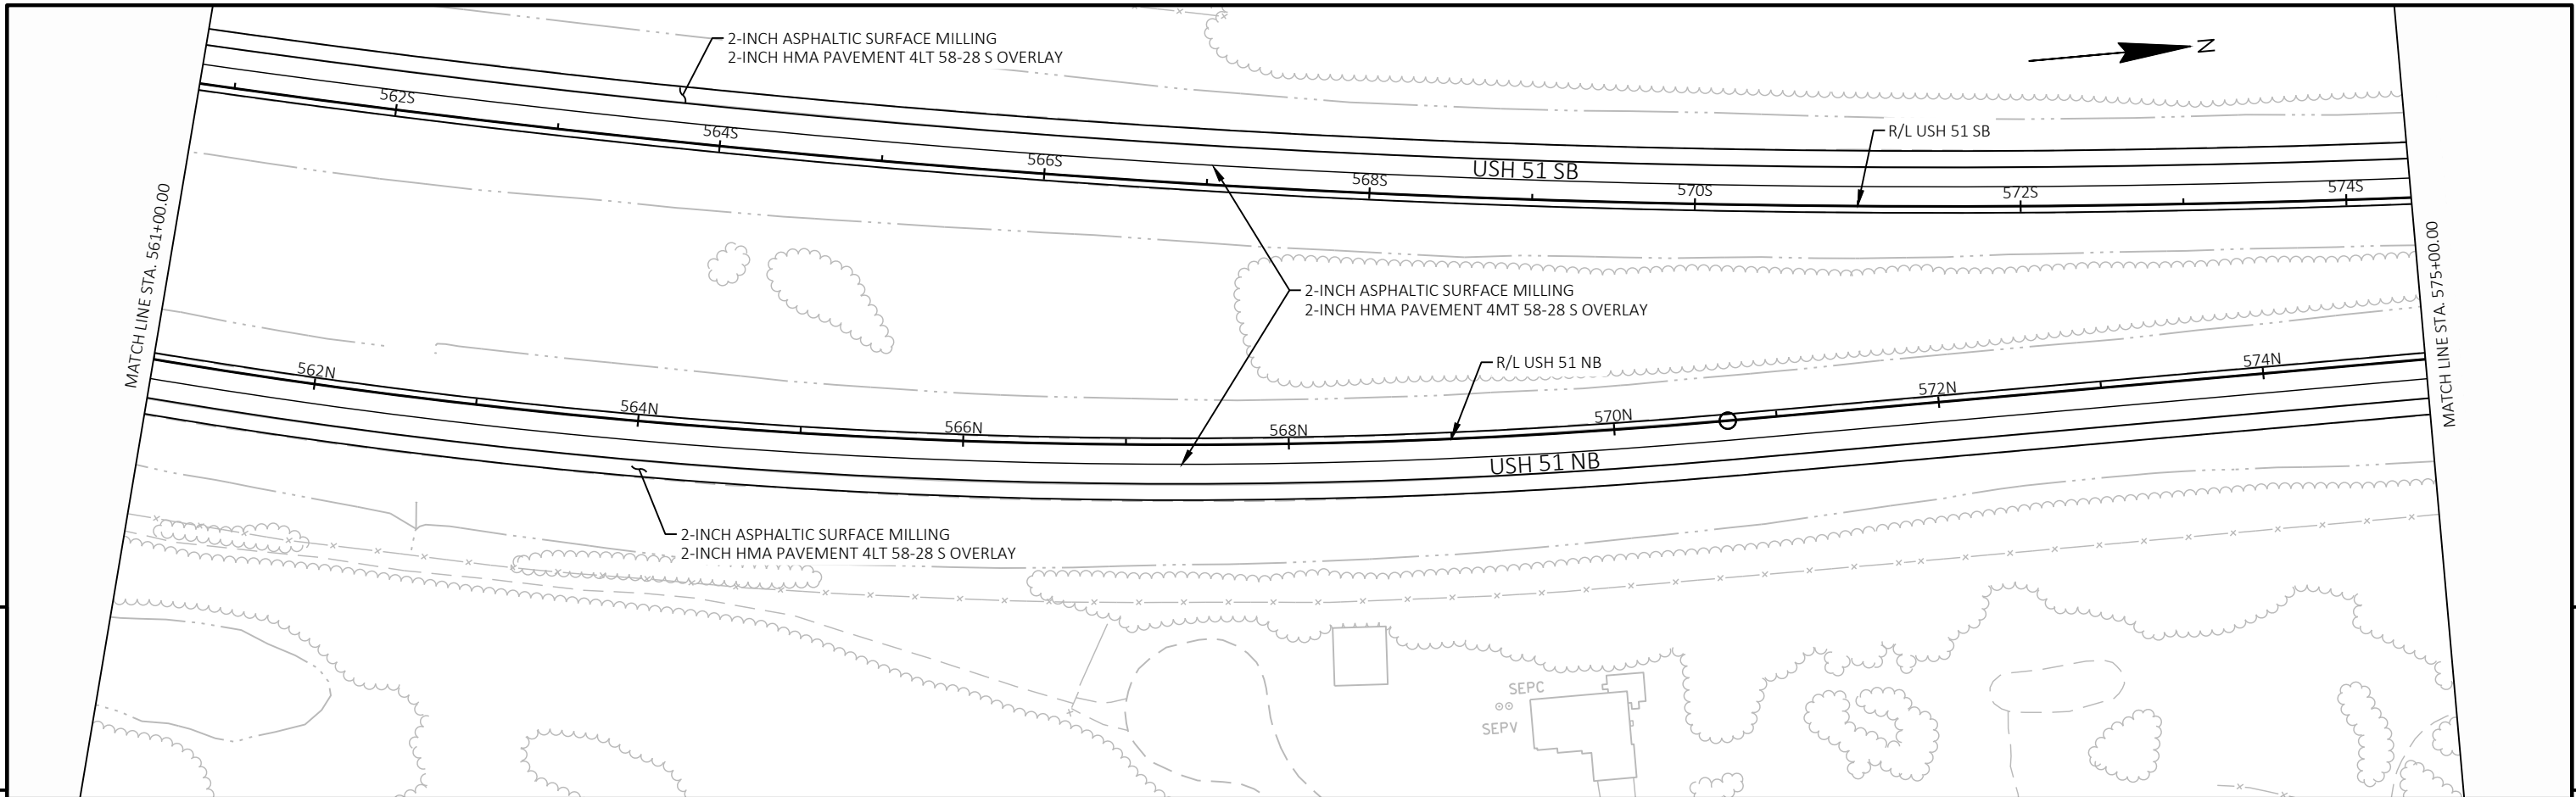 2-INCH ASPHALTIC SURFACE MILLING
2-INCH HMA PAVEMENT 4LT 58-28 S OVERLAY
N
562S
564S
566S
568S
570S
572S
574S
R/L USH 51 SB
USH 51 SB
MATCH LINE STA. 561+00.00
MATCH LINE STA. 575+00.00
2-INCH ASPHALTIC SURFACE MILLING
2-INCH HMA PAVEMENT 4MT 58-28 S OVERLAY
R/L USH 51 NB
562N
564N
566N
568N
570N
572N
574N
USH 51 NB
2-INCH ASPHALTIC SURFACE MILLING
2-INCH HMA PAVEMENT 4LT 58-28 S OVERLAY
SEPC
SEPV